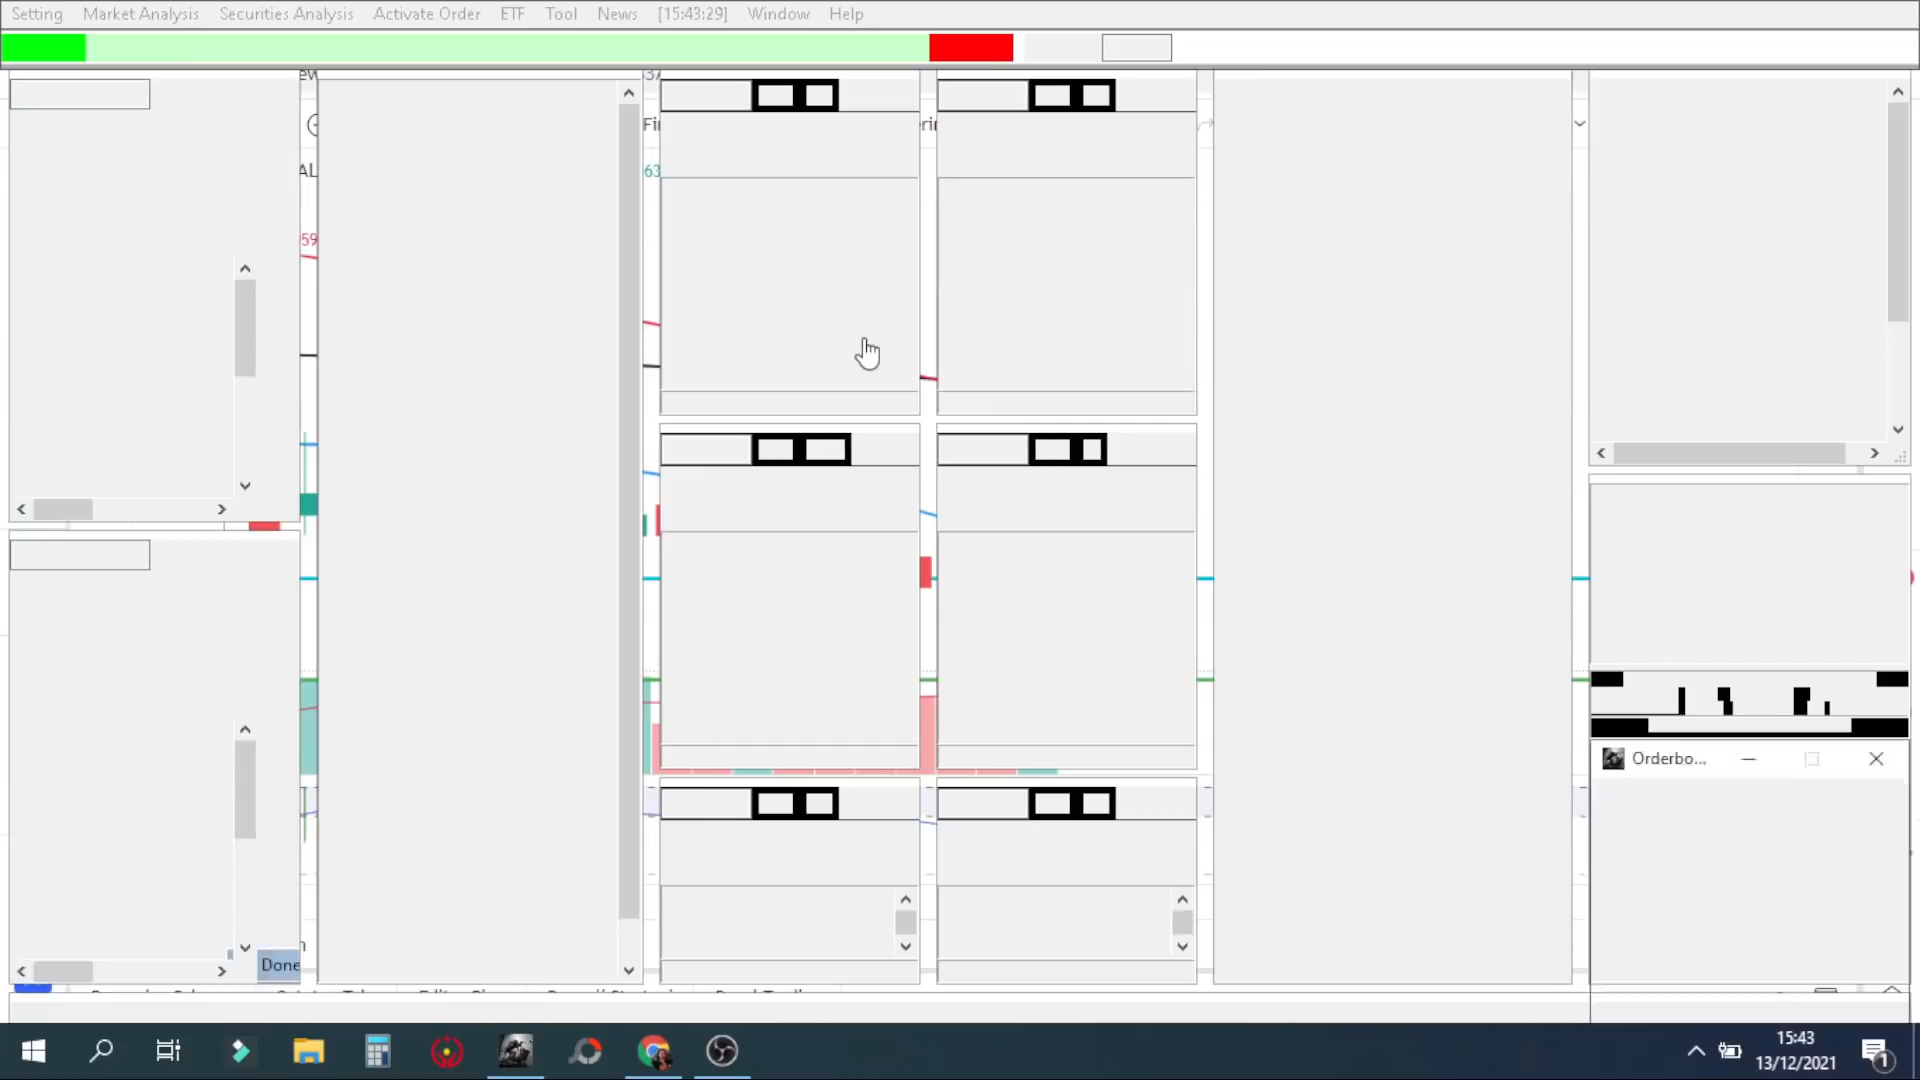 Setting Market Analysis Securities Analysis Activate Order ETF Tool News [15:43:29] Window Help
63
59
Orderbo...
Done
15:43
13/12/2021
1